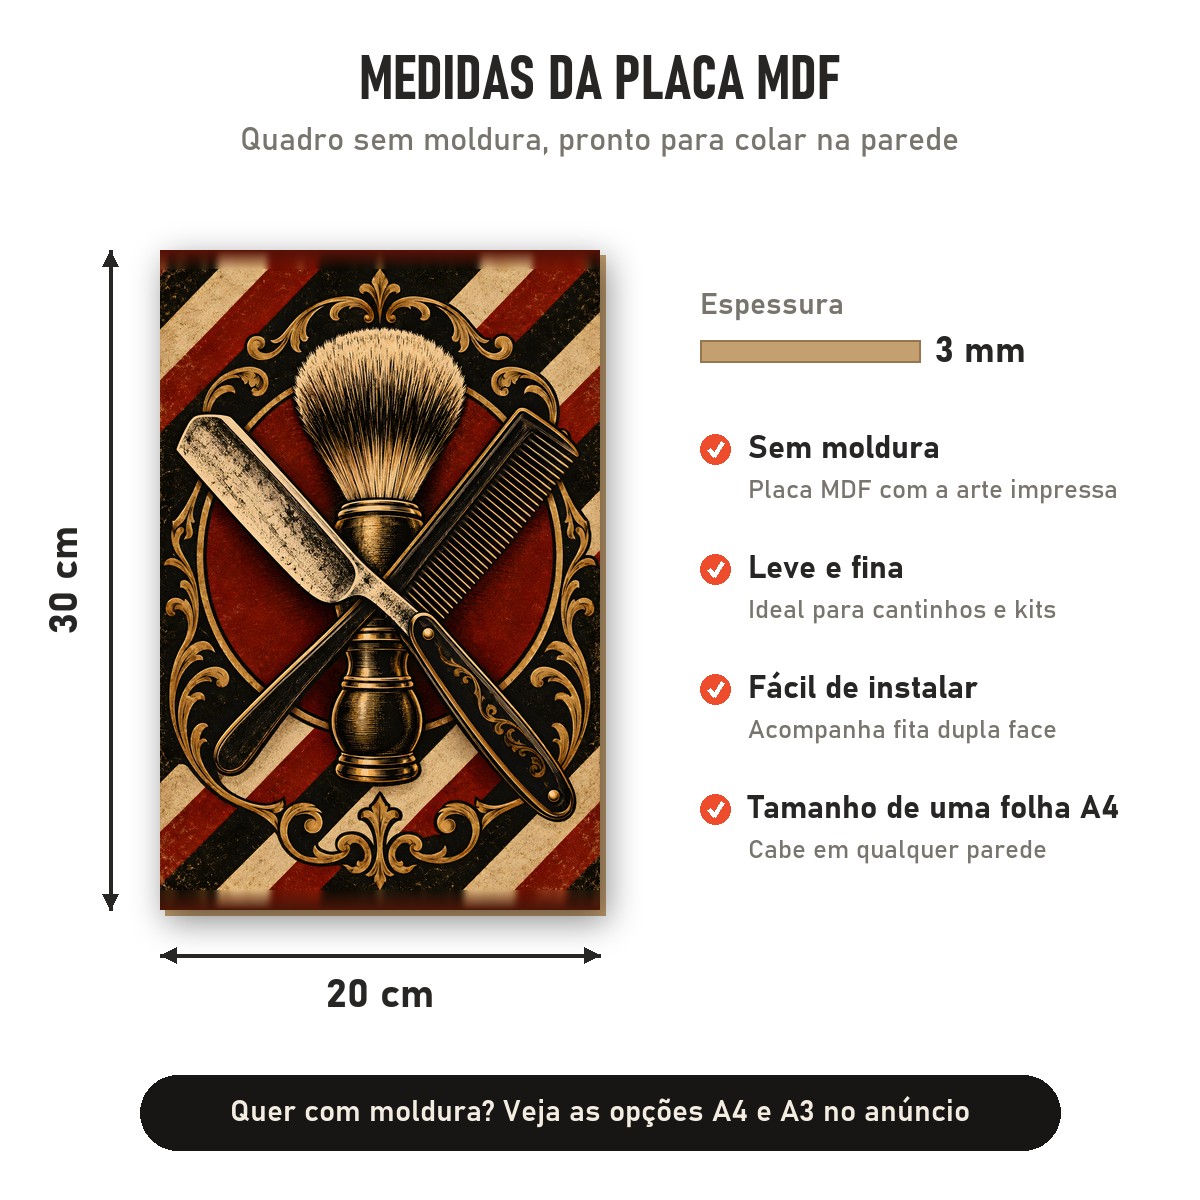 MEDIDAS DA PLACA MDF
Quadro sem moldura, pronto para colar na parede
30 cm
20 cm
Espessura
3 mm
Sem moldura
Placa MDF com a arte impressa
Leve e fina
Ideal para cantinhos e kits
Fácil de instalar
Acompanha fita dupla face
Tamanho de uma folha A4
Cabe em qualquer parede
Quer com moldura? Veja as opções A4 e A3 no anúncio